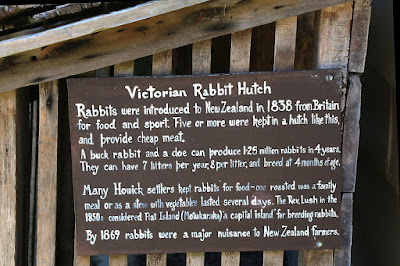 Victorian Rabbit Hutch
Rabbits were introduced to New Zealand in 1838 from Britain
for food and sport. Five or more were kept in a hutch like this,
and provide cheap meat.
A buck rabbit and a doe can produce 1·25 million rabbits in 4 years.
They can have 7 litters per year, 8 per litter, and breed at 4 months of age.
Many Howick settlers kept rabbits for food - one roasted was a family
meal or as a stew with vegetables lasted several days. The Rev. Lush in the
1850s considered Flat Island (Motukaraka) "a capital island" for breeding rabbits.
By 1869 rabbits were a major nuisance to New Zealand farmers.